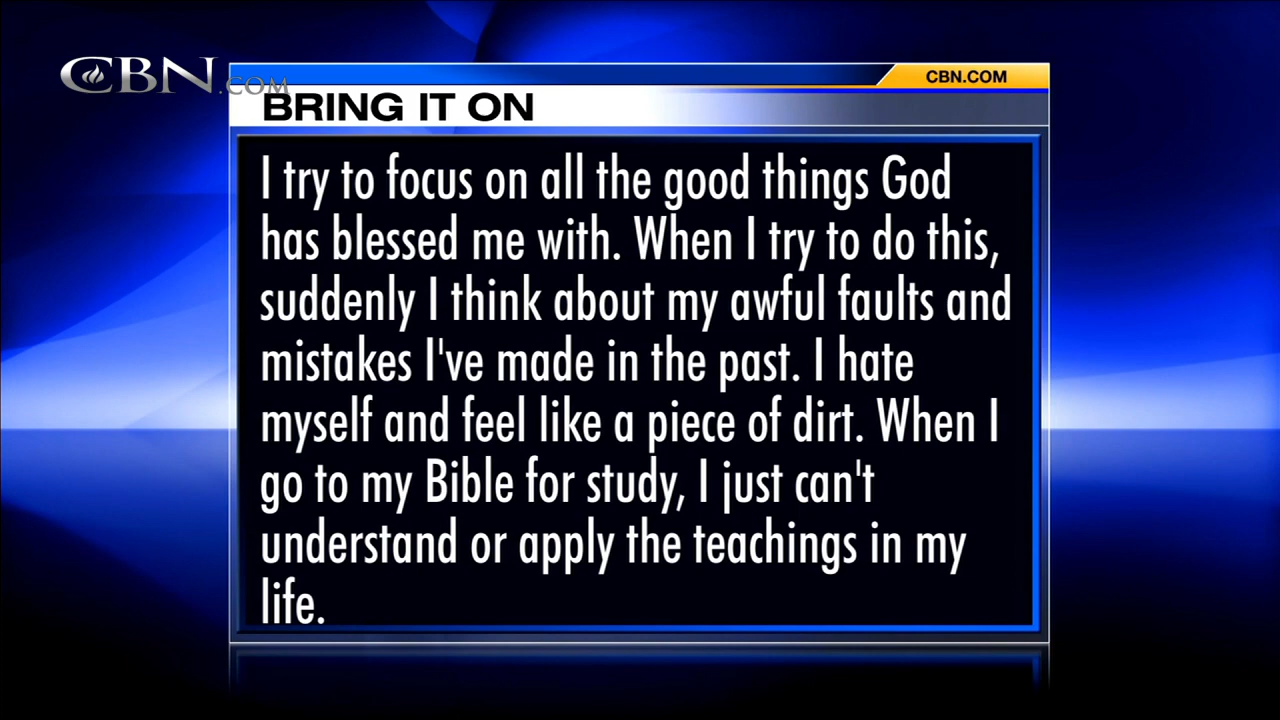 CBN.COM
CBN.COM
BRING IT ON
I try to focus on all the good things God
has blessed me with. When I try to do this,
suddenly I think about my awful faults and
mistakes I've made in the past. I hate
myself and feel like a piece of dirt. When I
go to my Bible for study, I just can't
understand or apply the teachings in my
life.